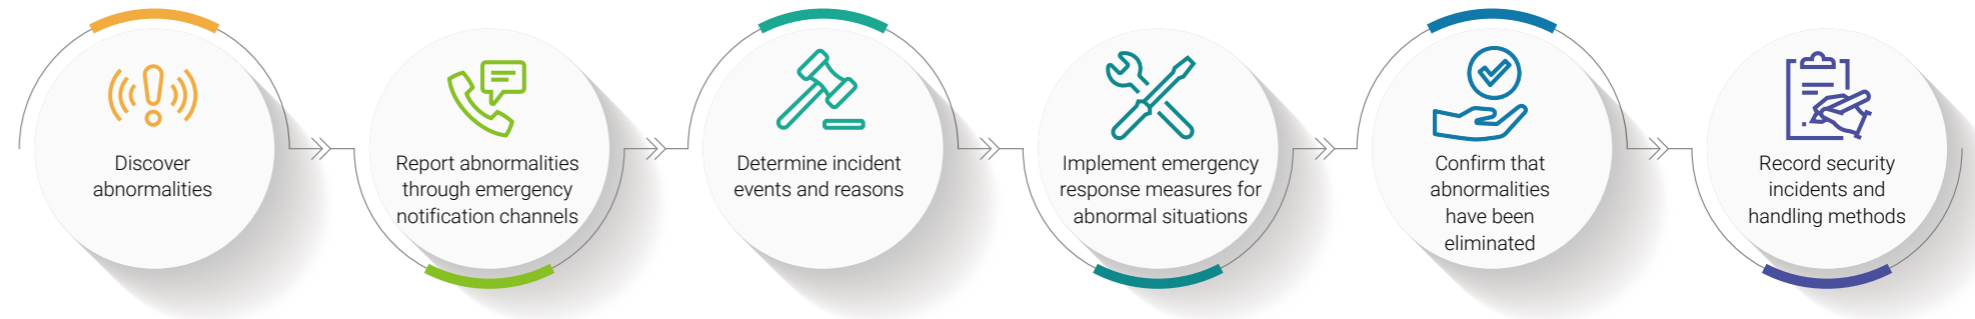 Discover
abnormalities
Report abnormalities
through emergency
notification channels
Determine incident
events and reasons
Implement emergency
response measures for
abnormal situations
Confirm that
abnormalities
have been
eliminated
Record security
incidents and
handling methods